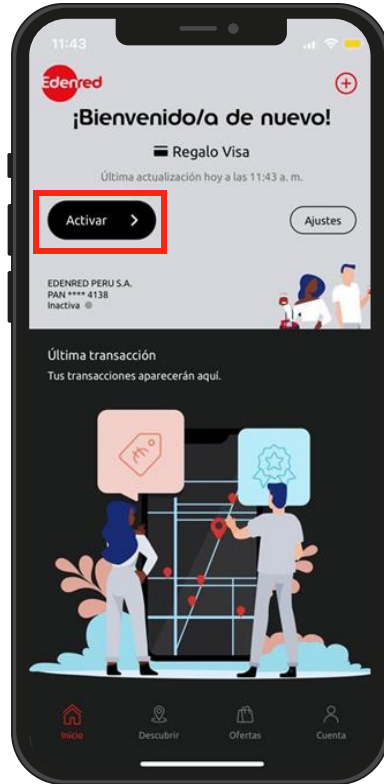 11:43
Edenred
¡Bienvenido/a de nuevo!
Regalo Visa
Última actualización hoy a las 11:43 a. m.
Activar
Ajustes
EDENRED PERU S.A.
PAN **** 4138
Inactiva
Última transacción
Tus transacciones aparecerán aquí.
Inicio Descubrir Ofertas Cuenta